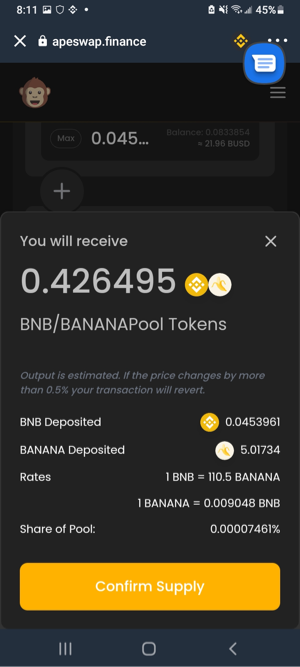 8:11
45%
apeswap.finance
Max
0.045...
Balance: 0.0833854
≈ 21.96 BUSD
You will receive
0.426495
BNB/BANANAPool Tokens
Output is estimated. If the price changes by more
than 0.5% your transaction will revert.
BNB Deposited 0.0453961
BANANA Deposited 5.01734
Rates 1 BNB = 110.5 BANANA
1 BANANA = 0.009048 BNB
Share of Pool: 0.00007461%
Confirm Supply